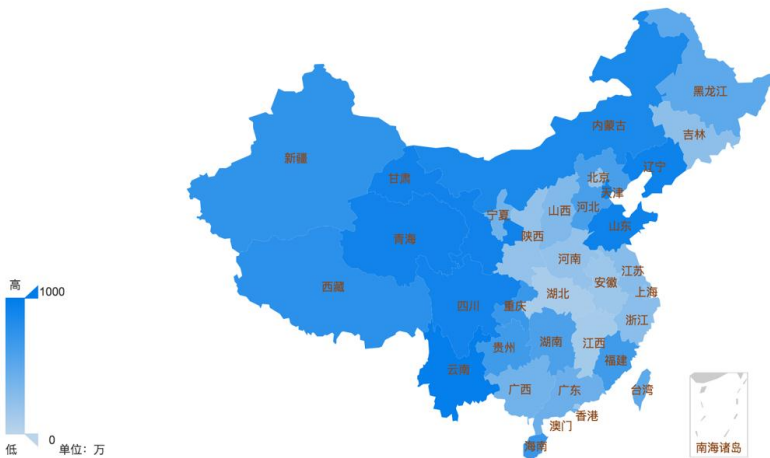 黑龙江
内蒙古
吉林
新疆
辽宁
北京
甘肃
天津
宁夏
山西
河北
山东
陕西
青海
河南
江苏
安徽
西藏
高
1000
四川
重庆
湖北
上海
浙江
贵州
湖南
江西
福建
云南
广西
广东
台湾
香港
澳门
海南
南海诸岛
0
低
单位：万